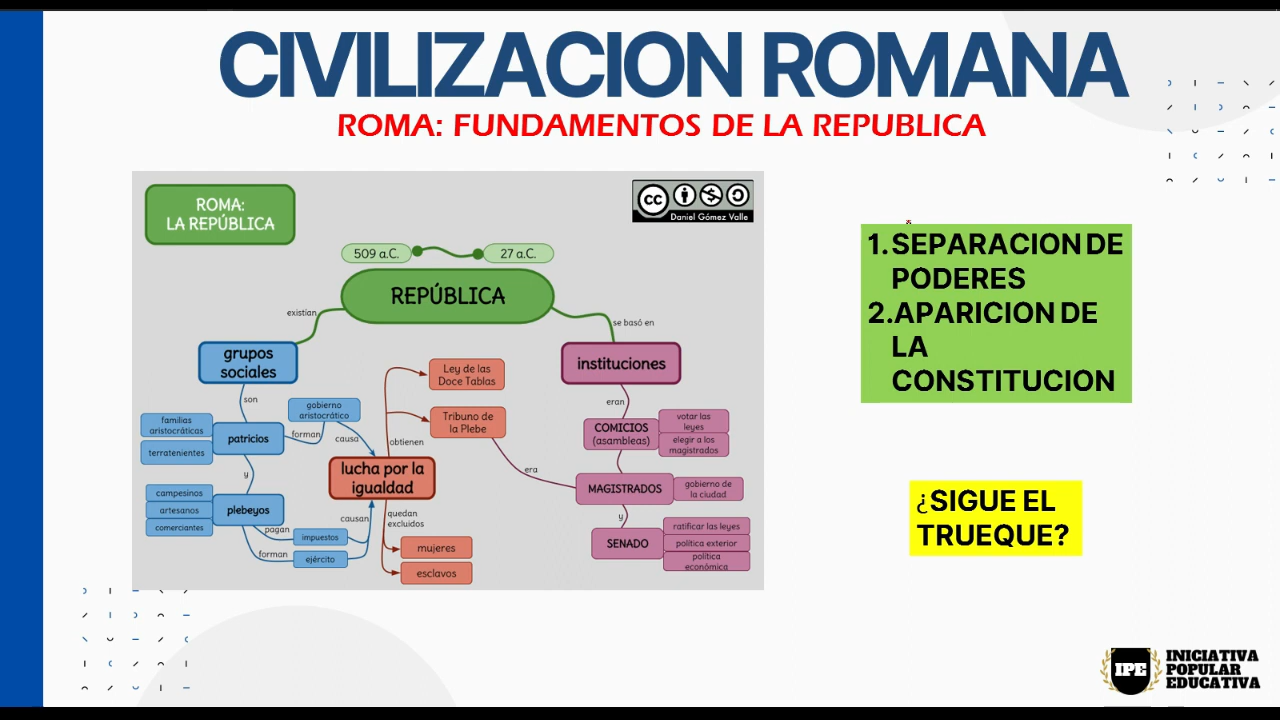 CIVILIZACION ROMANA
ROMA: FUNDAMENTOS DE LA REPUBLICA
ROMA:
LA REPÚBLICA
cc
Daniel Gómez Valle
509 a.C.
27 a.C.
REPÚBLICA
existían
se basó en
grupos
sociales
instituciones
son
eran
familias
aristocráticas
terratenientes
patricios
forman
gobierno
aristocrático
causa
y
campesinos
artesanos
comerciantes
plebeyos
pagan
impuestos
forman
ejército
causan
lucha por la
igualdad
obtienen
Ley de las
Doce Tablas
Tribuno de
la Plebe
era
quedan
excluidos
mujeres
esclavos
COMICIOS
(asambleas)
votar las
leyes
elegir a los
magistrados
MAGISTRADOS
gobierno de
la ciudad
y
SENADO
ratificar las leyes
política exterior
política
económica
1. SEPARACION DE
PODERES
2. APARICION DE
LA
CONSTITUCION
¿SIGUE EL
TRUEQUE?
IPE
INICIATIVA
POPULAR
EDUCATIVA